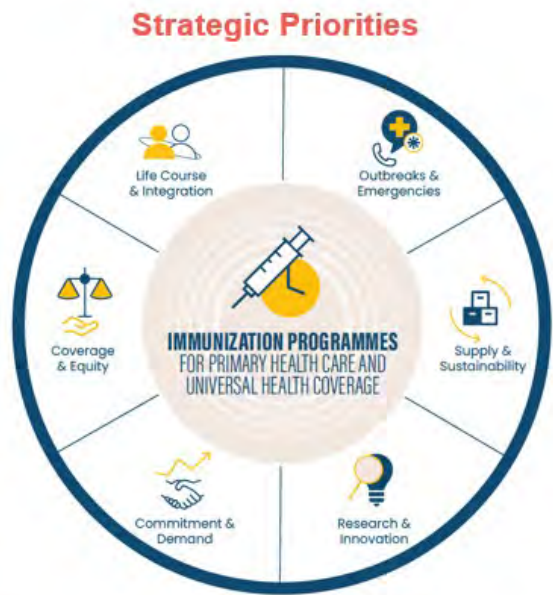 Strategic Priorities
Life Course
& Integration
Outbreaks &
Emergencies
Coverage
& Equity
IMMUNIZATION PROGRAMMES
FOR PRIMARY HEALTH CARE AND
UNIVERSAL HEALTH COVERAGE
Supply &
Sustainability
Commitment &
Demand
Research &
Innovation